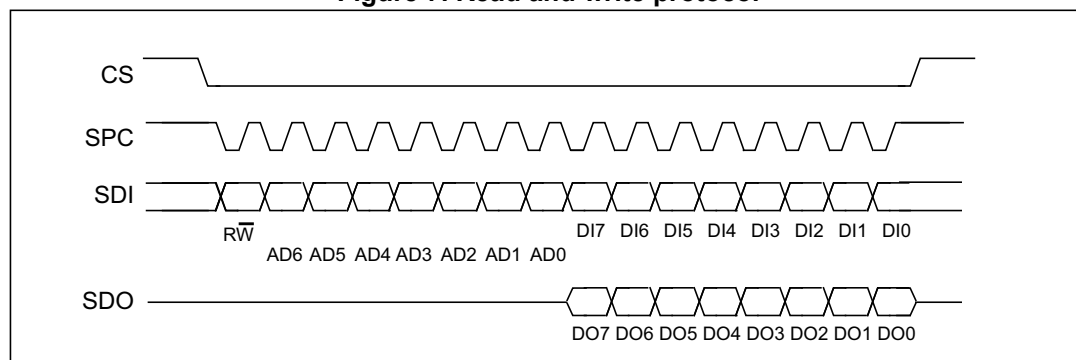 Figure 7. Read and write protocol
CS
SPC
SDI
RW
DI7 DI6 DI5 DI4 DI3 DI2 DI1 DI0
AD6 AD5 AD4 AD3 AD2 AD1 AD0
SDO
DO7 DO6 DO5 DO4 DO3 DO2 DO1 DO0